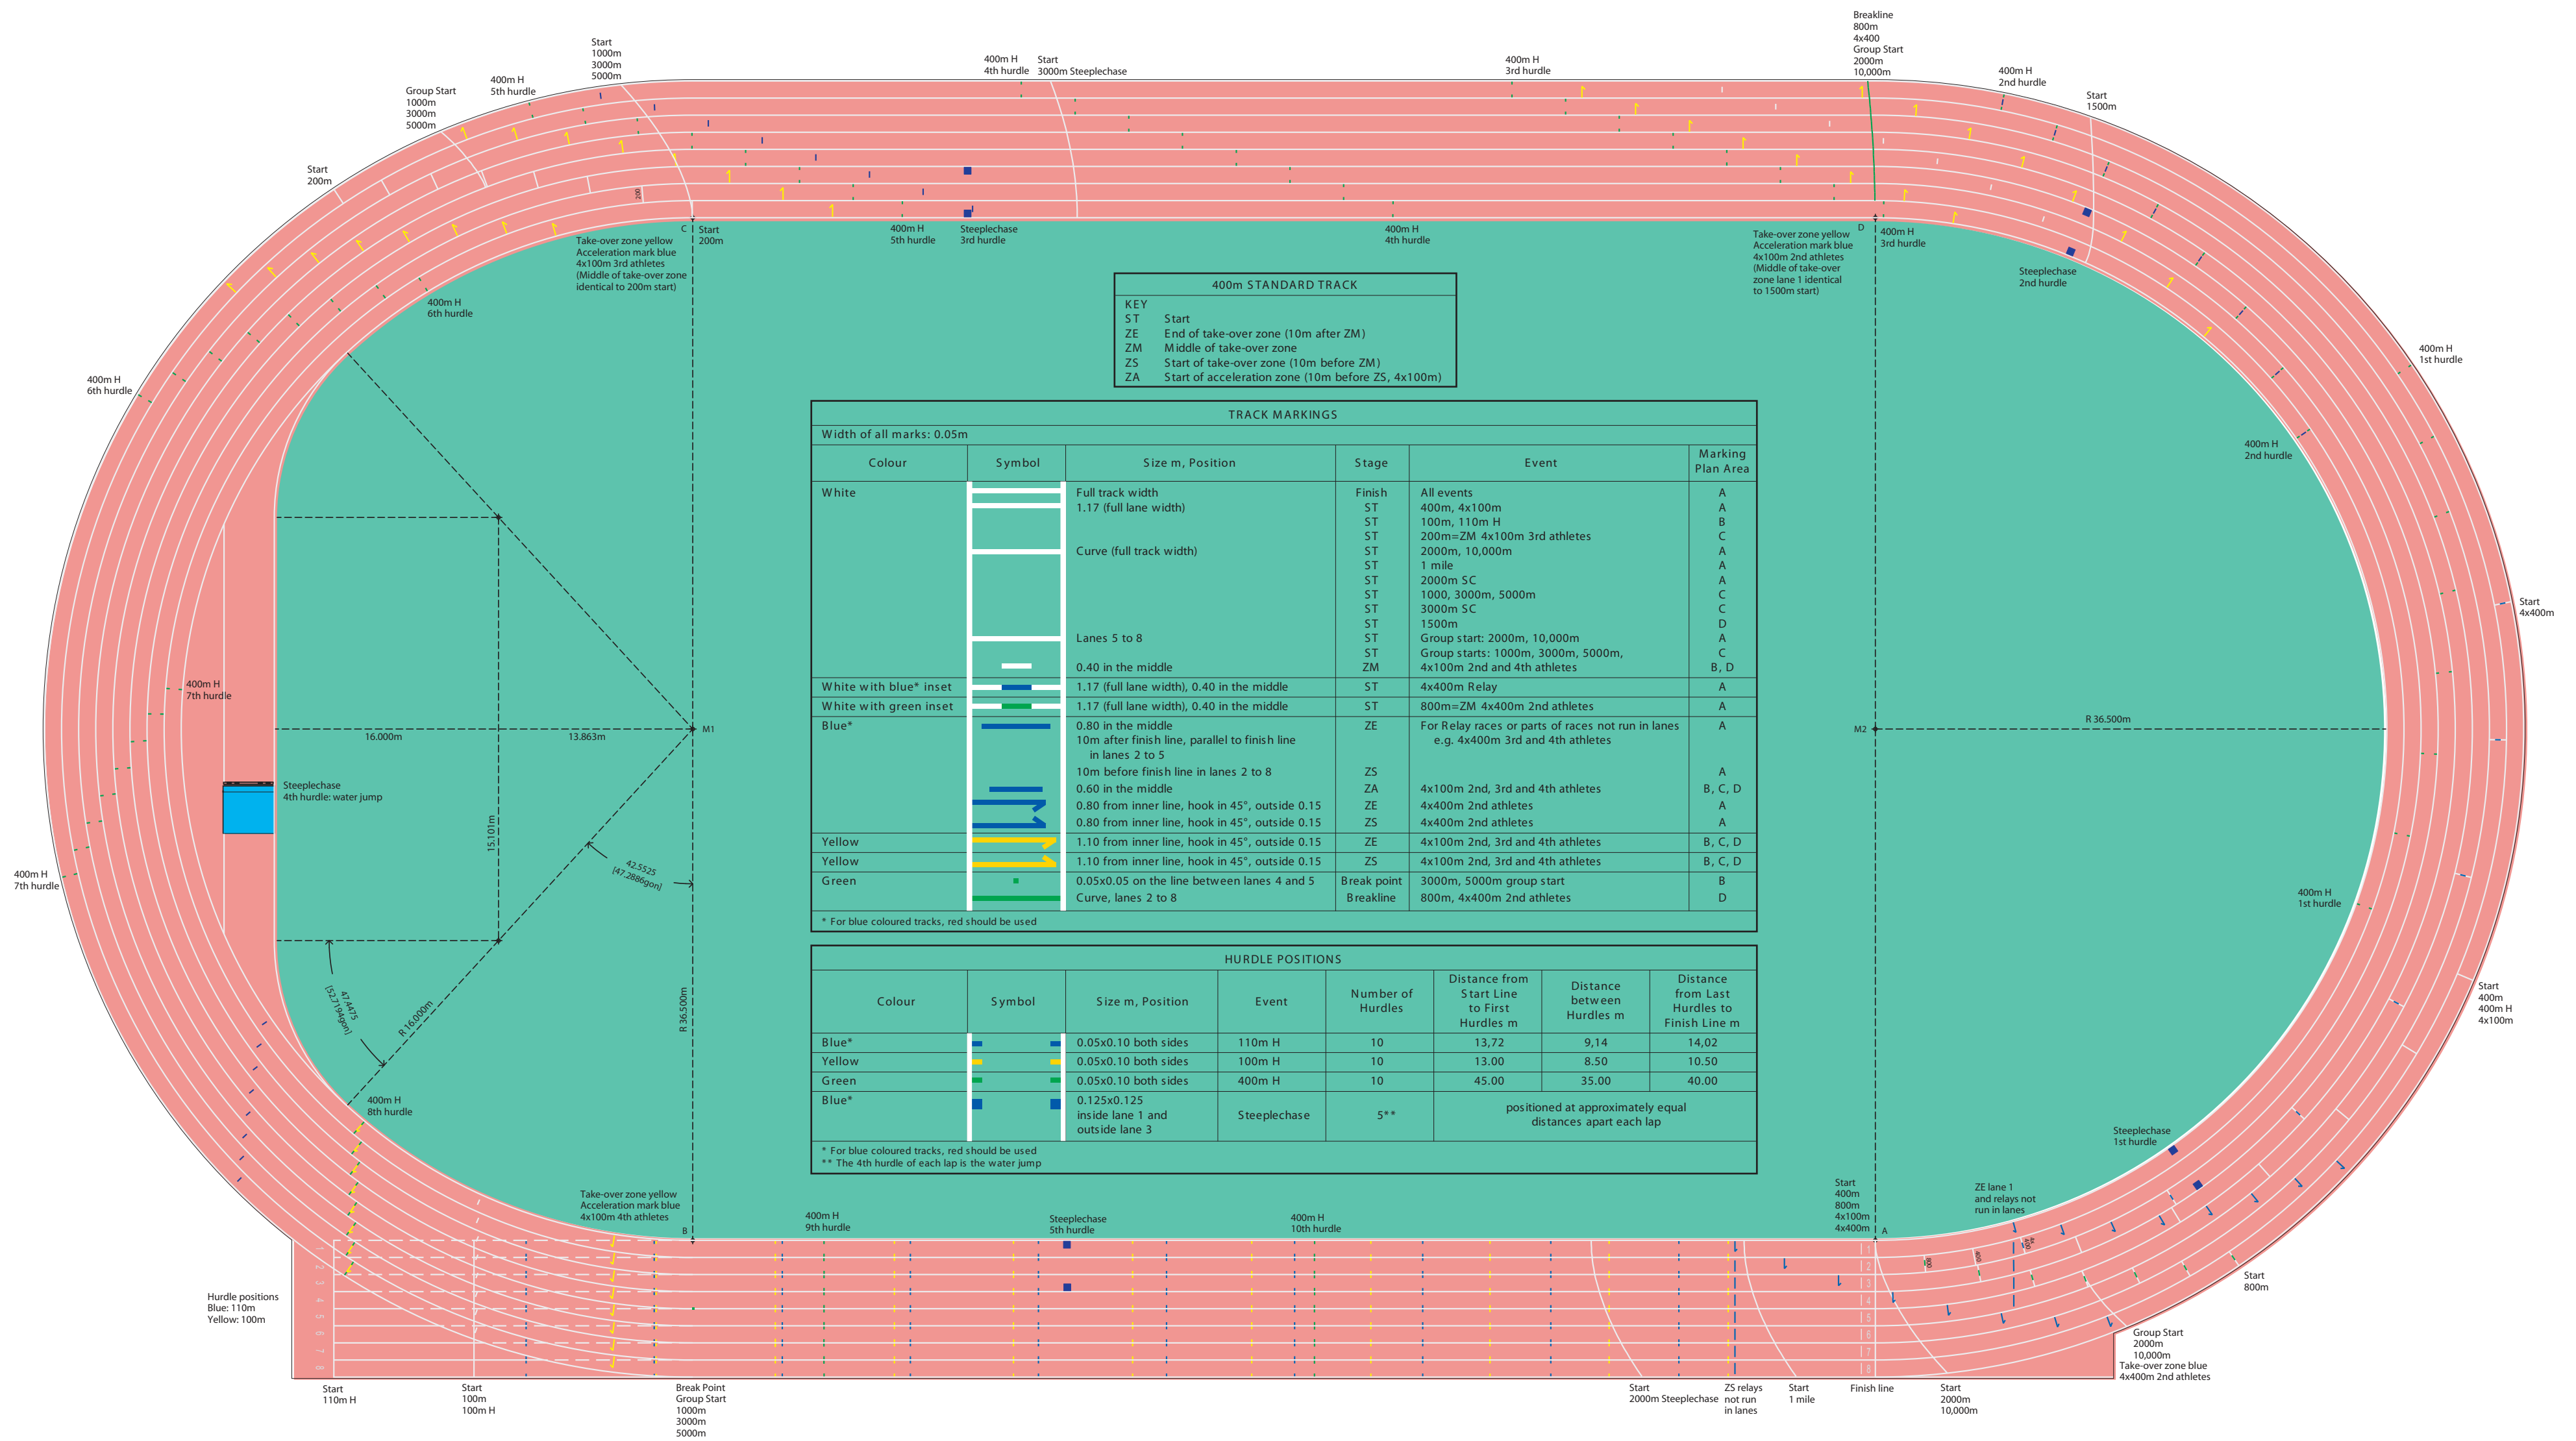 Breakline
800m
4x400
Group Start
2000m
10,000m
Start
1000m
3000m
5000m
400m H
4th hurdle
Start
3000m Steeplechase
400m H
3rd hurdle
400m H
2nd hurdle
Start
1500m
400m H
5th hurdle
Group Start
1000m
3000m
5000m
Start
200m
200
C
Start
200m
Take-over zone yellow
Acceleration mark blue
4x100m 3rd athletes
(Middle of take-over zone
identical to 200m start)
400m H
5th hurdle
Steeplechase
3rd hurdle
400m H
4th hurdle
D
Take-over zone yellow
Acceleration mark blue
4x100m 2nd athletes
(Middle of take-over
zone lane 1 identical
to 1500m start)
400m H
3rd hurdle
Steeplechase
2nd hurdle
400m H
6th hurdle
400m H
6th hurdle
400m H
1st hurdle
400m H
2nd hurdle
400m STANDARD TRACK
KEY
ST Start
ZE End of take-over zone (10m after ZM)
ZM Middle of take-over zone
ZS Start of take-over zone (10m before ZM)
ZA Start of acceleration zone (10m before ZS, 4x100m)
TRACK MARKINGS
Width of all marks: 0.05m
Colour Symbol Size m, Position Stage Event Marking
Plan Area
White Full track width Finish All events A
1.17 (full lane width) ST 400m, 4x100m A
ST 100m, 110m H B
ST 200m=ZM 4x100m 3rd athletes C
Curve (full track width) ST 2000m, 10,000m A
ST 1 mile A
ST 2000m SC A
ST 1000, 3000m, 5000m C
ST 3000m SC C
ST 1500m D
Lanes 5 to 8 ST Group start: 2000m, 10,000m A
ST Group starts: 1000m, 3000m, 5000m, C
0.40 in the middle ZM 4x100m 2nd and 4th athletes B, D
White with blue* inset 1.17 (full lane width), 0.40 in the middle ST 4x400m Relay A
White with green inset 1.17 (full lane width), 0.40 in the middle ST 800m=ZM 4x400m 2nd athletes A
Blue* 0.80 in the middle ZE For Relay races or parts of races not run in lanes A
10m after finish line, parallel to finish line e.g. 4x400m 3rd and 4th athletes
in lanes 2 to 5
10m before finish line in lanes 2 to 8 ZS A
0.60 in the middle ZA 4x100m 2nd, 3rd and 4th athletes B, C, D
0.80 from inner line, hook in 45°, outside 0.15 ZE 4x400m 2nd athletes A
0.80 from inner line, hook in 45°, outside 0.15 ZS 4x400m 2nd athletes A
Yellow 1.10 from inner line, hook in 45°, outside 0.15 ZE 4x100m 2nd, 3rd and 4th athletes B, C, D
Yellow 1.10 from inner line, hook in 45°, outside 0.15 ZS 4x100m 2nd, 3rd and 4th athletes B, C, D
Green 0.05x0.05 on the line between lanes 4 and 5 Break point 3000m, 5000m group start B
Curve, lanes 2 to 8 Breakline 800m, 4x400m 2nd athletes D
* For blue coloured tracks, red should be used
HURDLE POSITIONS
Colour Symbol Size m, Position Event Number of
Hurdles Distance from
Start Line
to First
Hurdles m Distance
between
Hurdles m Distance
from Last
Hurdles to
Finish Line m
Blue* 0.05x0.10 both sides 110m H 10 13,72 9,14 14,02
Yellow 0.05x0.10 both sides 100m H 10 13.00 8.50 10.50
Green 0.05x0.10 both sides 400m H 10 45.00 35.00 40.00
Blue* 0.125x0.125
inside lane 1 and
outside lane 3 Steeplechase 5** positioned at approximately equal
distances apart each lap
* For blue coloured tracks, red should be used
** The 4th hurdle of each lap is the water jump
400m H
7th hurdle
400m H
7th hurdle
16.000m
13.863m
M1
M2
R 36.500m
Steeplechase
4th hurdle: water jump
15.101m
42.5525
[47.2886gon]
47.4475
[52.7194gon]
R 16.000m
R 36.500m
Start
4x400m
400m H
1st hurdle
Start
400m
400m H
4x100m
400m H
8th hurdle
Steeplechase
1st hurdle
Take-over zone yellow
Acceleration mark blue
4x100m 4th athletes
B
400m H
9th hurdle
Steeplechase
5th hurdle
400m H
10th hurdle
Start
400m
800m
4x100m
4x400m
A
ZE lane 1
and relays not
run in lanes
1
2
3
4
5
6
7
8
1
2
3
4
5
6
7
8
800
400
4x
400
Hurdle positions
Blue: 110m
Yellow: 100m
Start
800m
Group Start
2000m
10,000m
Take-over zone blue
4x400m 2nd athletes
Start
110m H
Start
100m
100m H
Break Point
Group Start
1000m
3000m
5000m
Start
2000m Steeplechase
ZS relays
not run
in lanes
Start
1 mile
Finish line
Start
2000m
10,000m